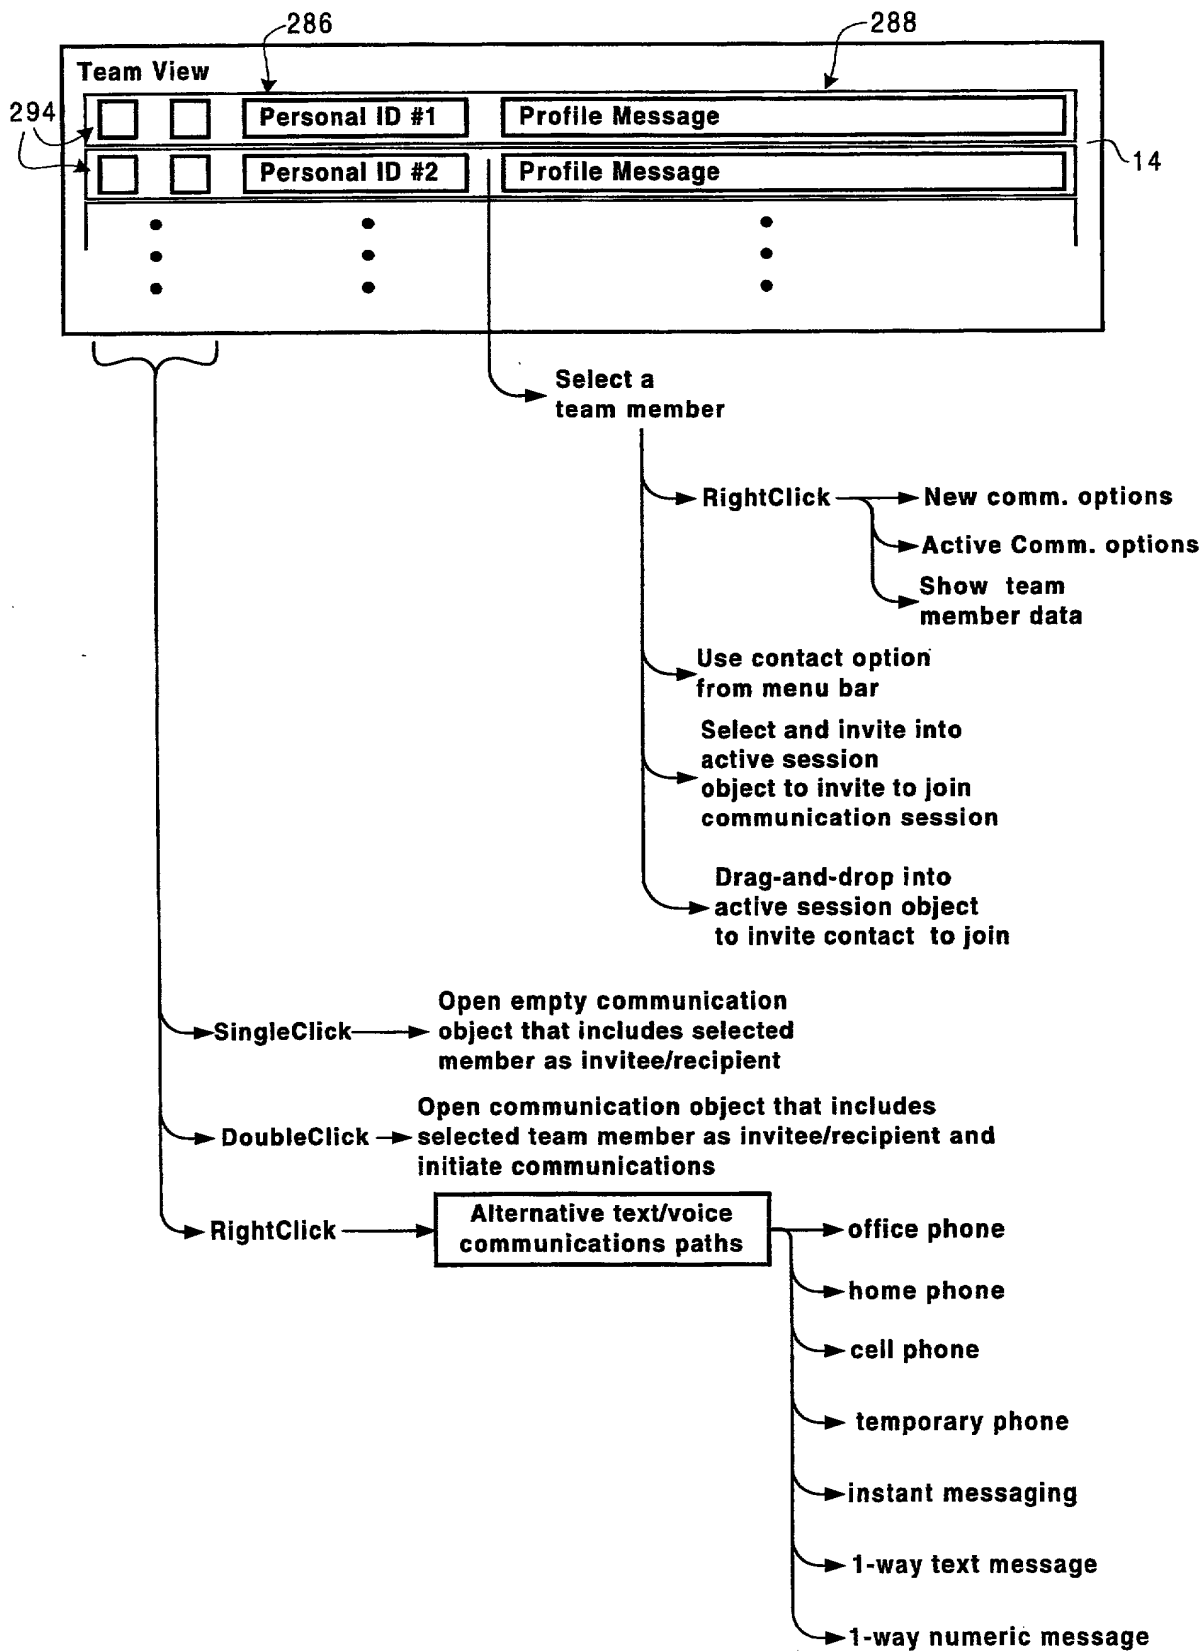 286
288
Team View
294
Personal ID #1
Profile Message
14
Personal ID #2
Profile Message
Select a
team member
RightClick
New comm. options
Active Comm. options
Show team
member data
Use contact option
from menu bar
Select and invite into
active session
object to invite to join
communication session
Drag-and-drop into
active session object
to invite contact to join
SingleClick
Open empty communication
object that includes selected
member as invitee/recipient
DoubleClick
Open communication object that includes
selected team member as invitee/recipient and
initiate communications
RightClick
Alternative text/voice
communications paths
office phone
home phone
cell phone
temporary phone
instant messaging
1-way text message
1-way numeric message